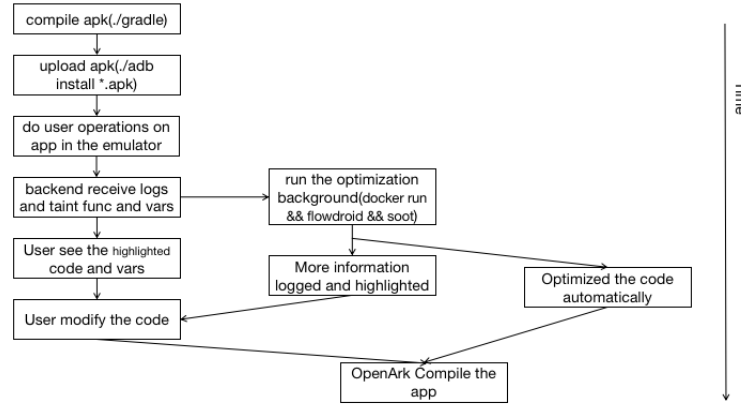 compile apk(./gradle)
upload apk(./adb
install *.apk)
do user operations on
app in the emulator
backend receive logs
and taint func and vars
run the optimization
background(docker run
&& flowdroid && soot)
User see the highlighted
code and vars
More information
logged and highlighted
Optimized the code
automatically
User modify the code
OpenArk Compile the
app